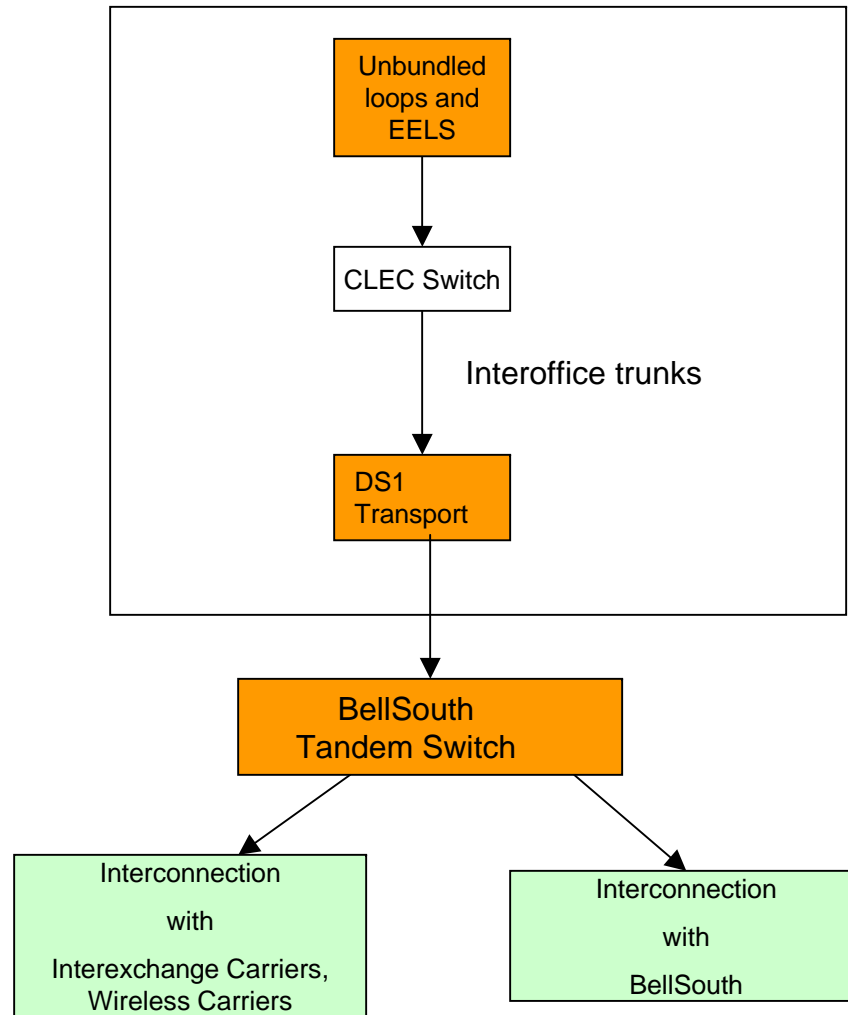 Unbundled
loops and
EELS
CLEC Switch
Interoffice trunks
DS1
Transport
BellSouth
Tandem Switch
Interconnection
with
Interexchange Carriers,
Wireless Carriers
Interconnection
with
BellSouth